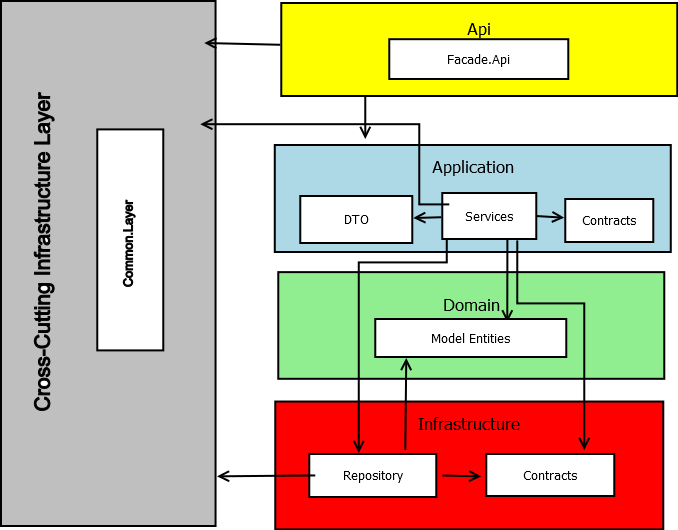 Cross-Cutting Infrastructure Layer
Common.Layer
Api
Facade.Api
Application
DTO
Services
Contracts
Domain
Model Entities
Infrastructure
Repository
Contracts